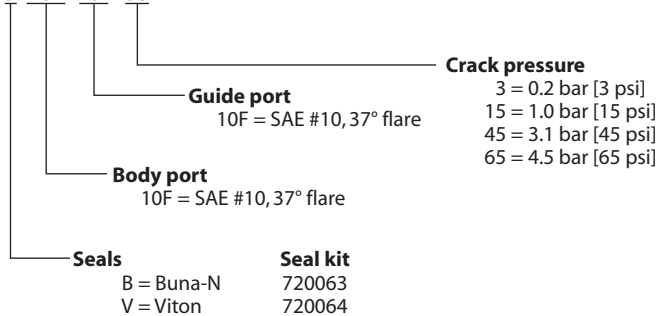 Crack pressure
3 = 0.2 bar [3 psi]
15 = 1.0 bar [15 psi]
45 = 3.1 bar [45 psi]
65 = 4.5 bar [65 psi]
Guide port
10F = SAE #10, 37° flare
Body port
10F = SAE #10, 37° flare
Seals Seal kit
B = Buna-N 720063
V = Viton 720064